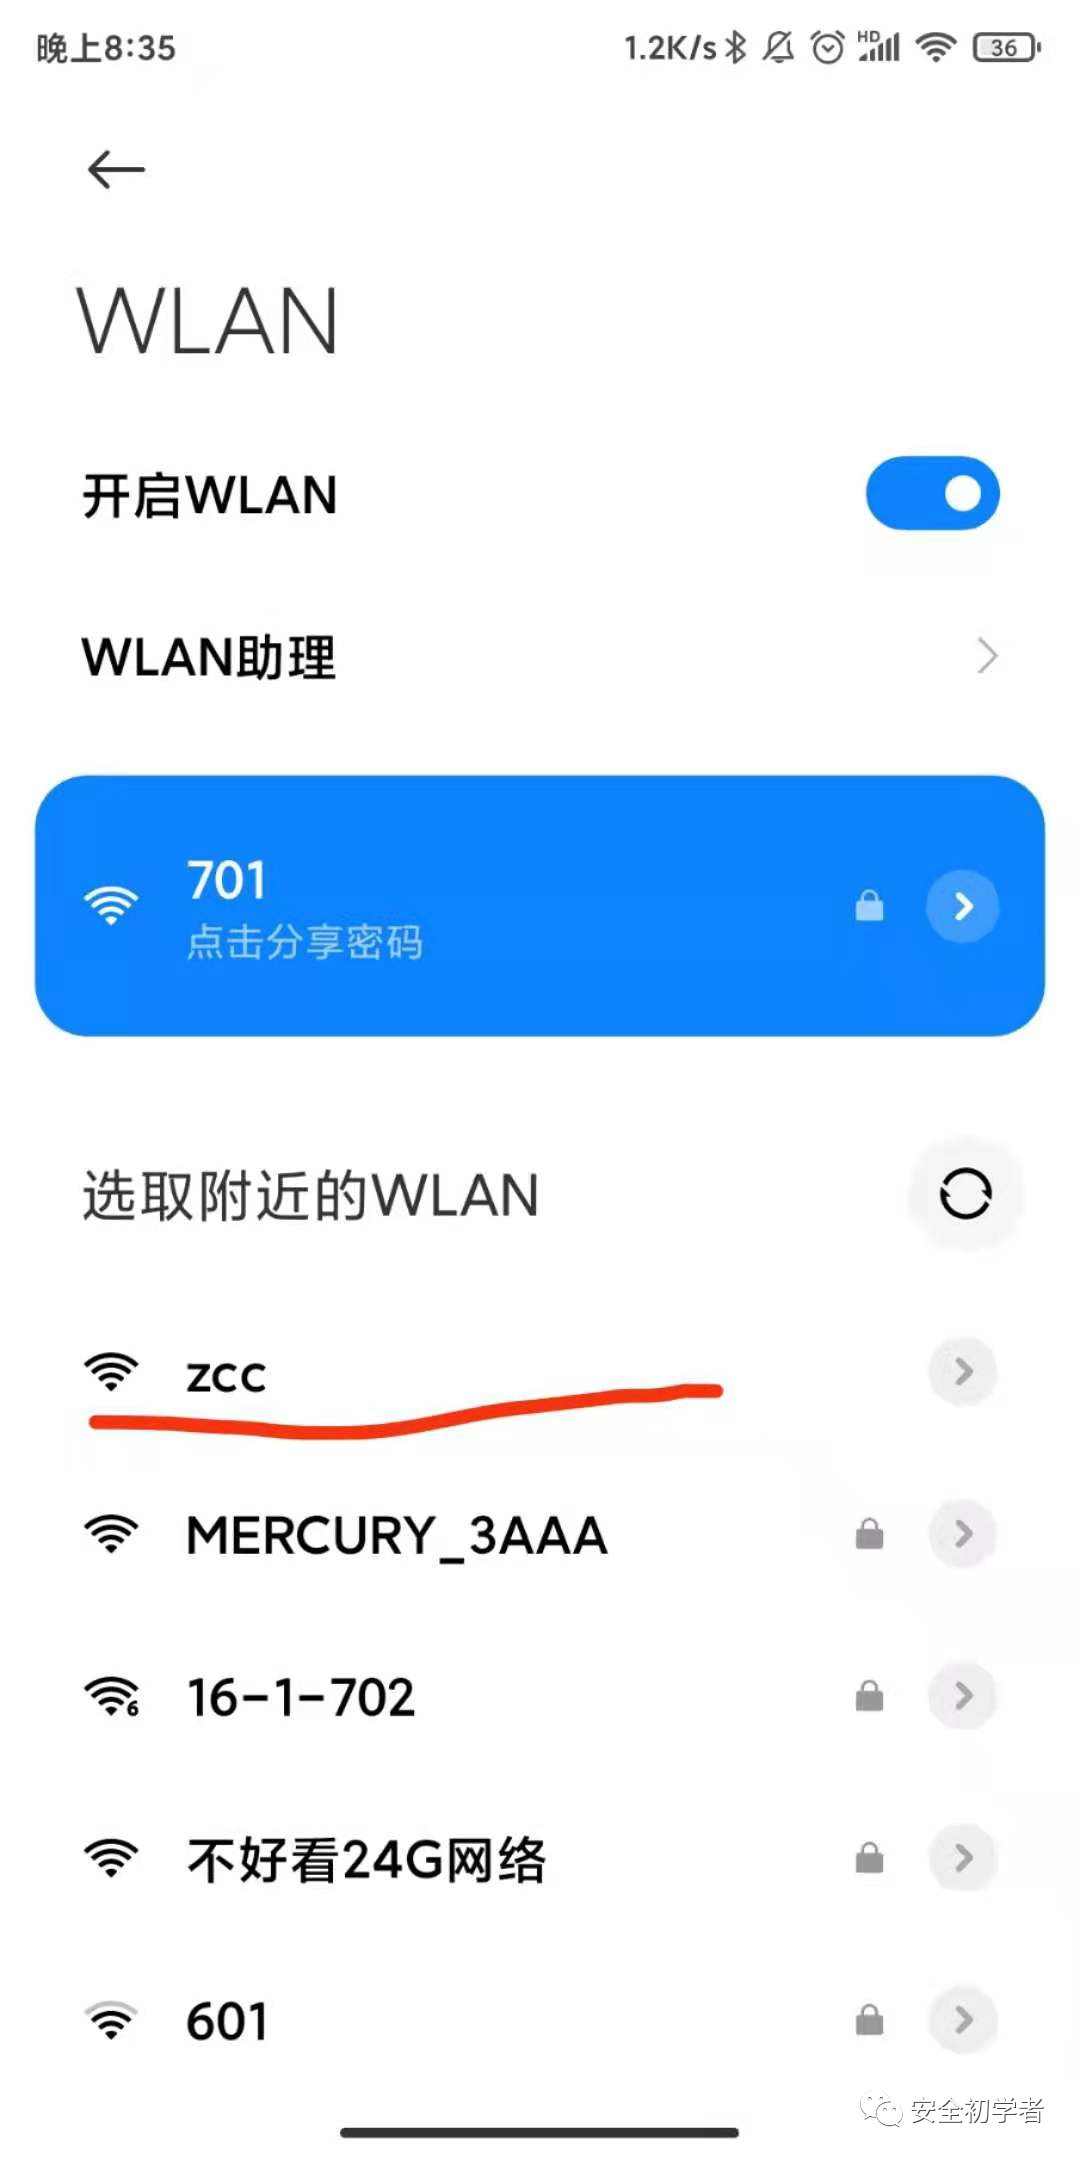 晚上8:35
1.2K/s HD 36
WLAN
开启WLAN
WLAN助理
701
点击分享密码
选取附近的WLAN
zcc
MERCURY_3AAA
6
16-1-702
不好看24G网络
601
安全初学者